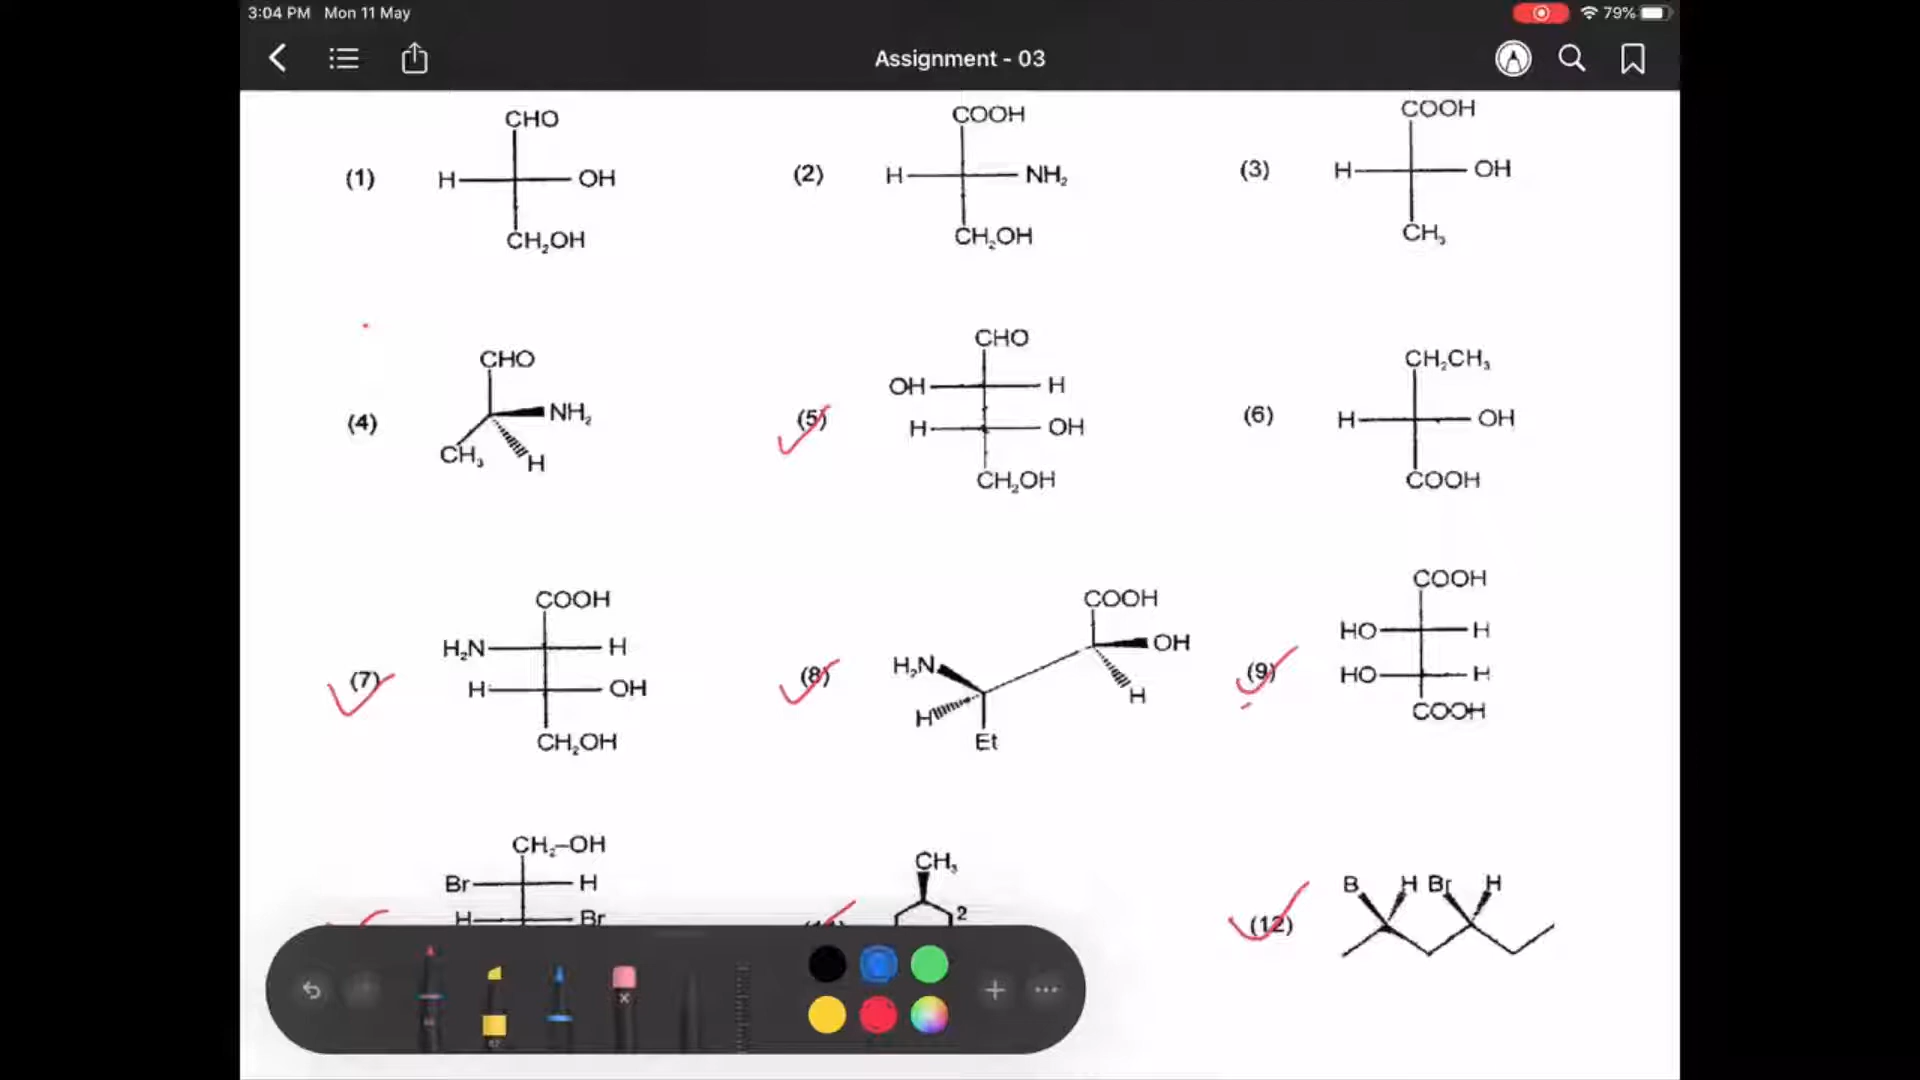 3:04 PM Mon 11 May
79%
Assignment - 03
(1)
CHO
H OH
CH₂OH
(2)
COOH
H NH₂
CH₂OH
(3)
COOH
H OH
CH₃
(4)
CHO
NH₂
CH₃ H
(5)
CHO
OH H
H OH
CH₂OH
(6)
CH₂CH₃
H OH
COOH
(7)
COOH
H₂N H
H OH
CH₂OH
(8)
COOH
H₂N OH
H H
Et
(9)
COOH
HO H
HO H
COOH
CH₂-OH
Br H
H Br
CH₃
2
(12)
B H Br H